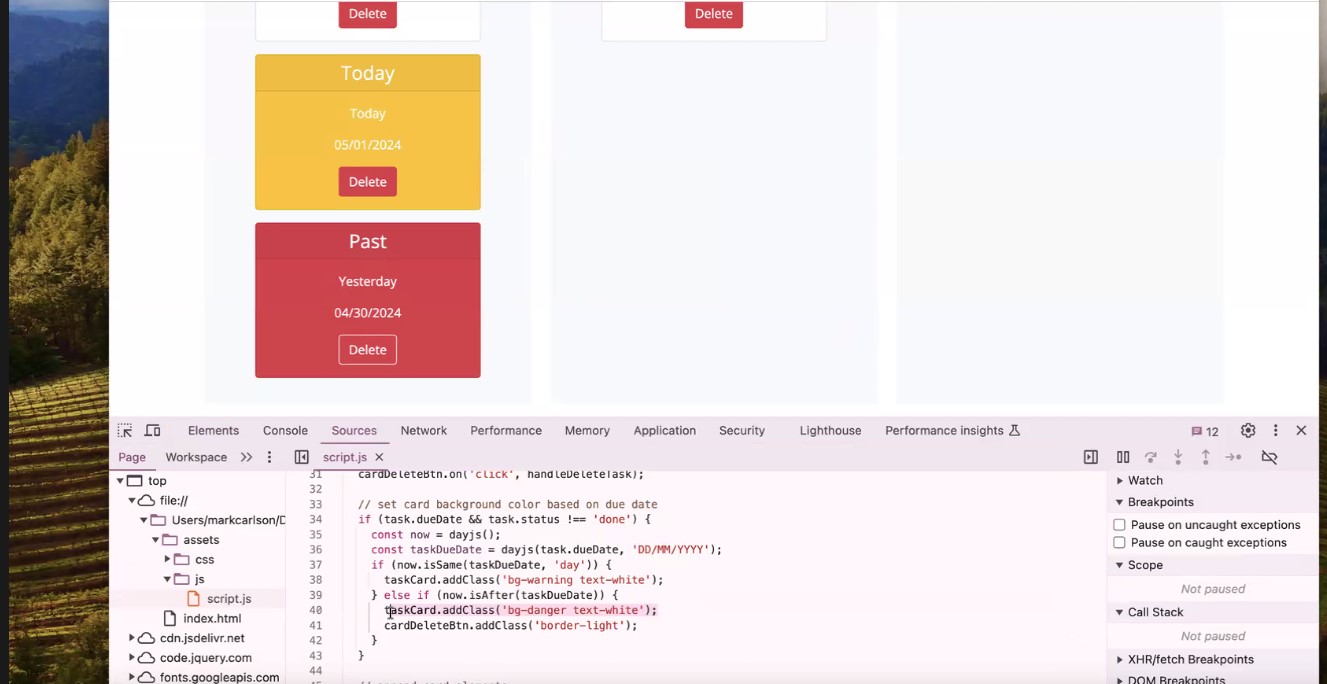 Delete
Delete
Today
Today
05/01/2024
Delete
Past
Yesterday
04/30/2024
Delete
Elements Console Sources Network Performance Memory Application Security Lighthouse Performance insights 12
Page Workspace script.js
top
file://
Users/markcarlson/D
assets
css
js
script.js
index.html
cdn.jsdelivr.net
code.jquery.com
fonts.googleapis.com
31 cardDeleteBtn.on('click', handleDeleteTask);
32
33 // set card background color based on due date
34 if (task.dueDate && task.status !== 'done') {
35 const now = dayjs();
36 const taskDueDate = dayjs(task.dueDate, 'DD/MM/YYYY');
37 if (now.isSame(taskDueDate, 'day')) {
38 taskCard.addClass('bg-warning text-white');
39 } else if (now.isAfter(taskDueDate)) {
40 taskCard.addClass('bg-danger text-white');
41 cardDeleteBtn.addClass('border-light');
42 }
43 }
44
Watch
Breakpoints
Pause on uncaught exceptions
Pause on caught exceptions
Scope
Not paused
Call Stack
Not paused
XHR/fetch Breakpoints
DOM Breakpoints